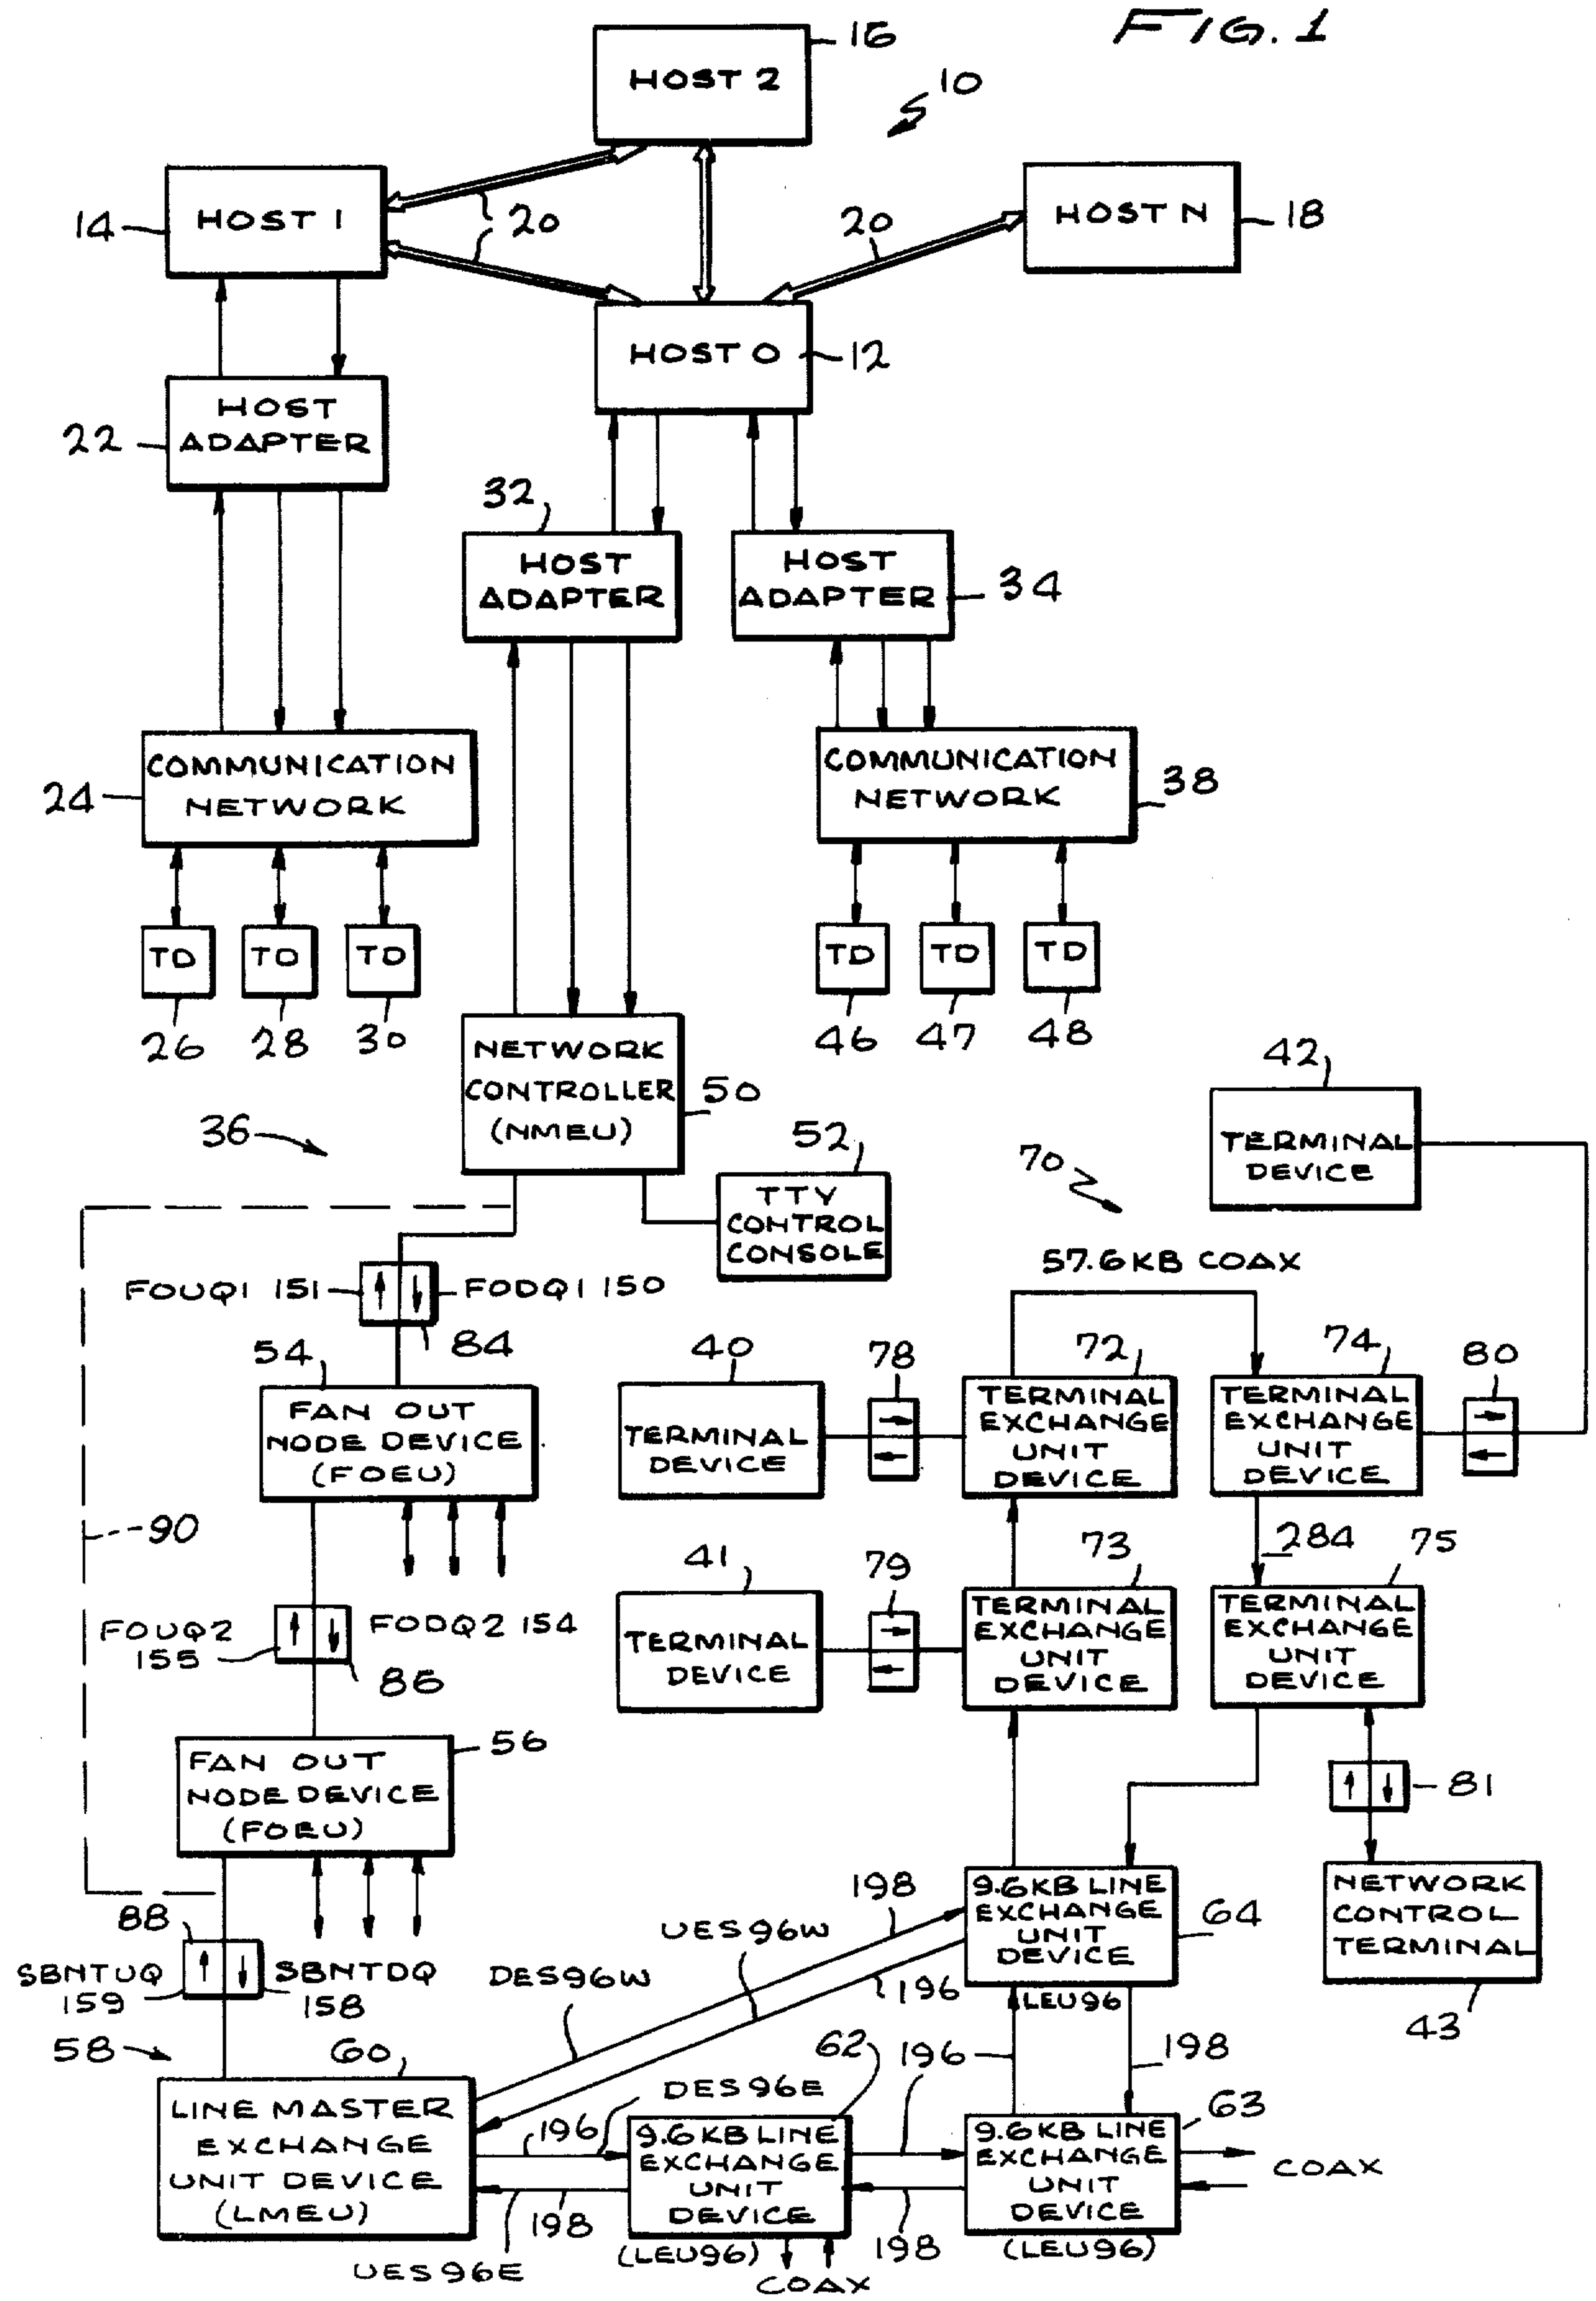 FIG. 1
16
HOST 2
10
HOST 1
14
20
20
HOST N
18
HOST 0
12
HOST
ADAPTER
22
32
HOST
ADAPTER
HOST
ADAPTER
34
COMMUNICATION
NETWORK
24
COMMUNICATION
NETWORK
38
TD
TD
TD
26
28
30
TD
TD
TD
46
47
48
NETWORK
CONTROLLER
(NMEU)
50
36
52
TTY
CONTROL
CONSOLE
42
TERMINAL
DEVICE
70
57.6KB COAX
FOUQ1 151
FODQ1 150
84
54
FAN OUT
NODE DEVICE
(FOEU)
40
TERMINAL
DEVICE
78
72
TERMINAL
EXCHANGE
UNIT
DEVICE
74
TERMINAL
EXCHANGE
UNIT
DEVICE
80
90
284
41
TERMINAL
DEVICE
79
73
TERMINAL
EXCHANGE
UNIT
DEVICE
75
TERMINAL
EXCHANGE
UNIT
DEVICE
FOUQ2
155
FODQ2 154
86
56
FAN OUT
NODE DEVICE
(FOEU)
81
NETWORK
CONTROL
TERMINAL
43
88
SBNTUQ
159
SBNTDQ
158
DES96W
UES96W
198
196
9.6KB LINE
EXCHANGE
UNIT
DEVICE
64
LEU96
58
60
LINE MASTER
EXCHANGE
UNIT DEVICE
(LMEU)
196
DES96E
198
UES96E
62
9.6KB LINE
EXCHANGE
UNIT
DEVICE
(LEU96)
COAX
196
198
196
198
63
9.6KB LINE
EXCHANGE
UNIT
DEVICE
(LEU96)
COAX